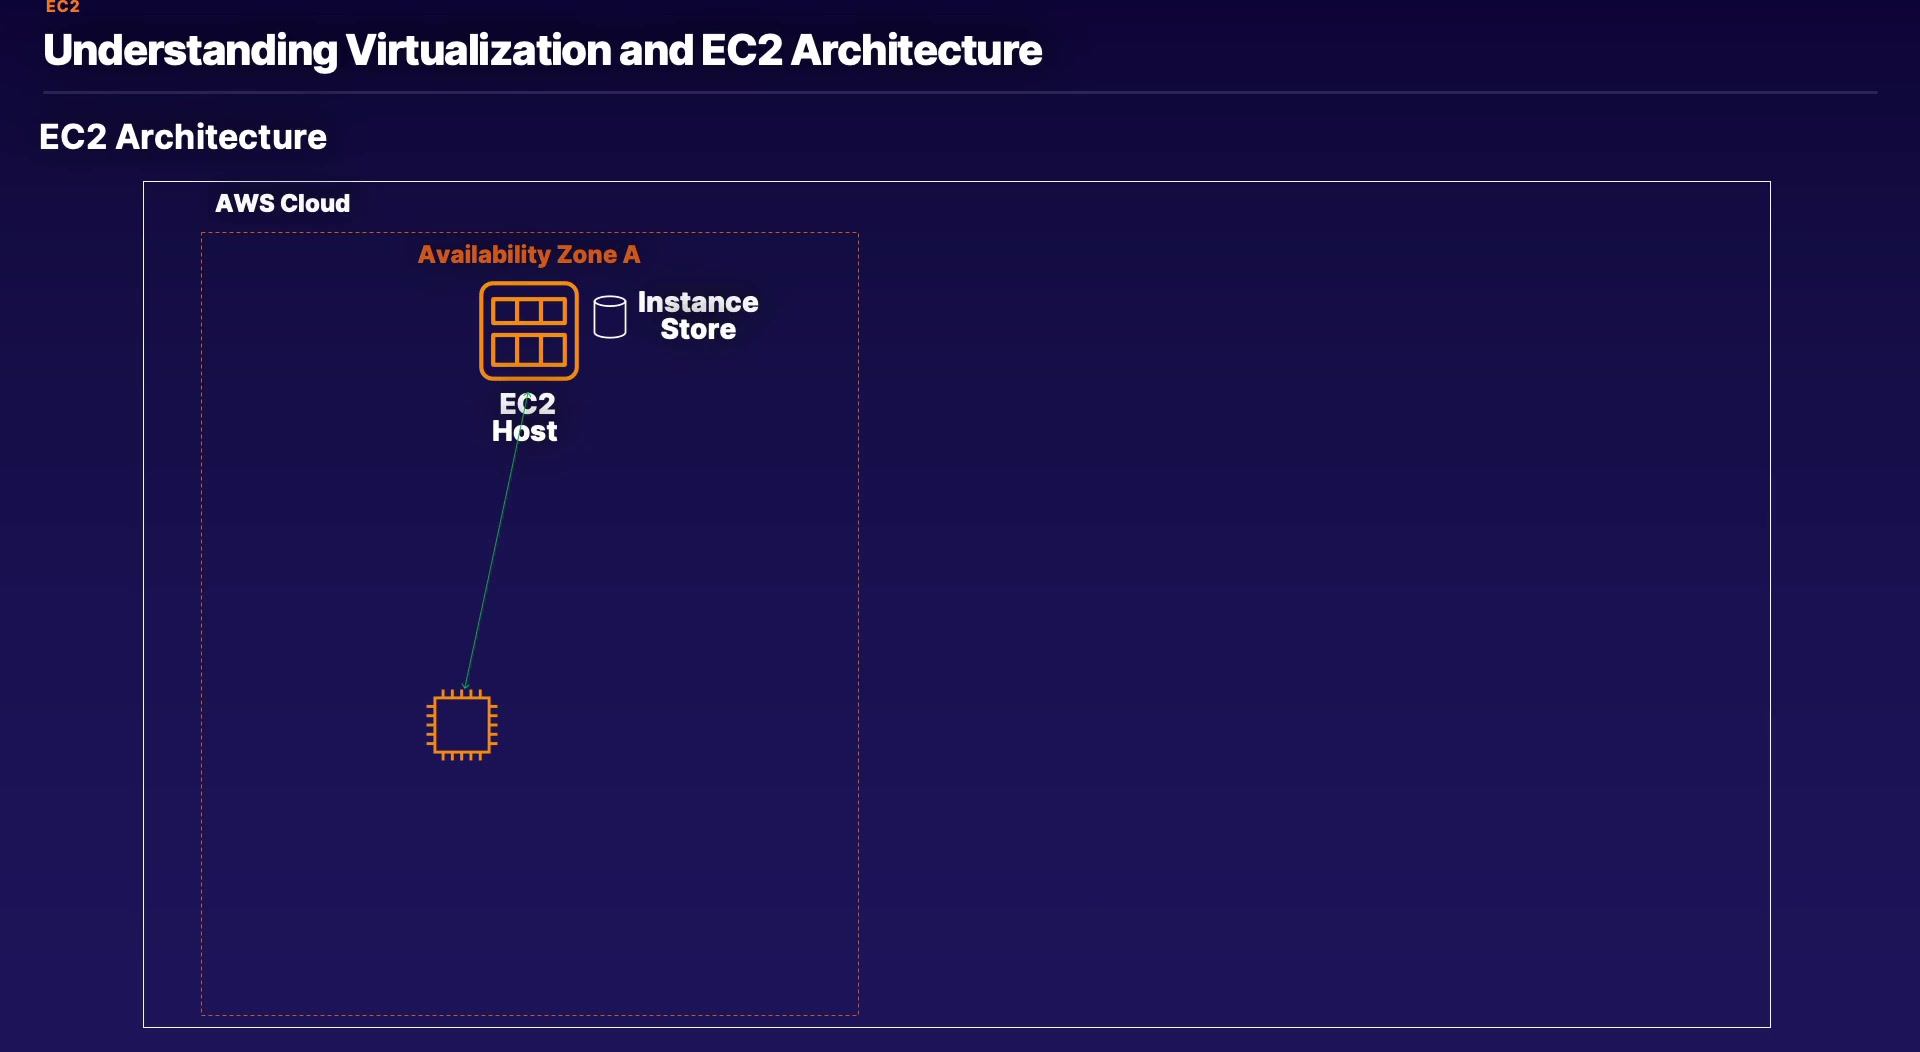 EC2
Understanding Virtualization and EC2 Architecture
EC2 Architecture
AWS Cloud
Availability Zone A
Instance
Store
EC2
Host